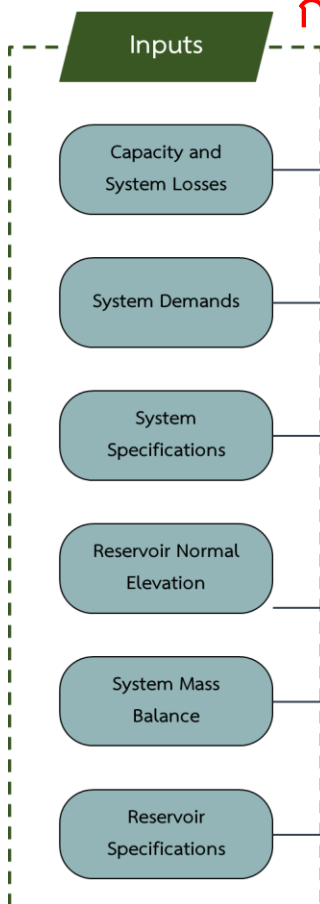 Inputs
Capacity and
System Losses
System Demands
System
Specifications
Reservoir Normal
Elevation
System Mass
Balance
Reservoir
Specifications